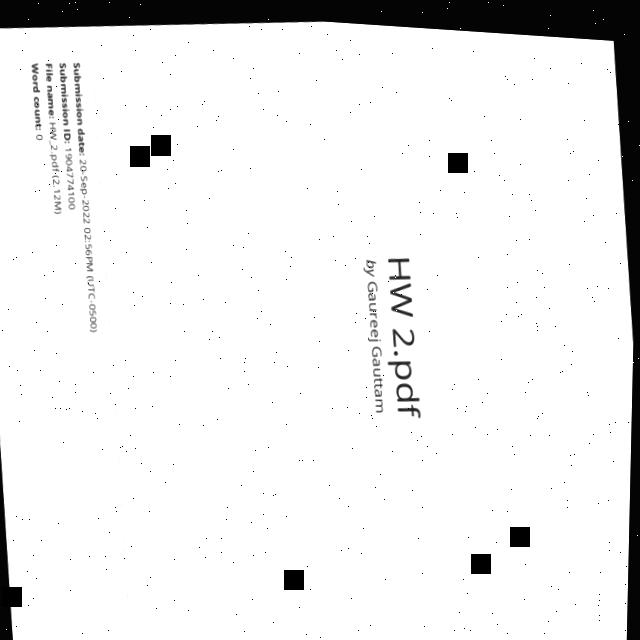 HW 2.pdf
by Gaureej Gauttam
Submission date: 20-Sep-2022 02:56PM (UTC-0500)
Submission ID: 1904774100
File name: HW_2.pdf (2.12M)
Word count: 0